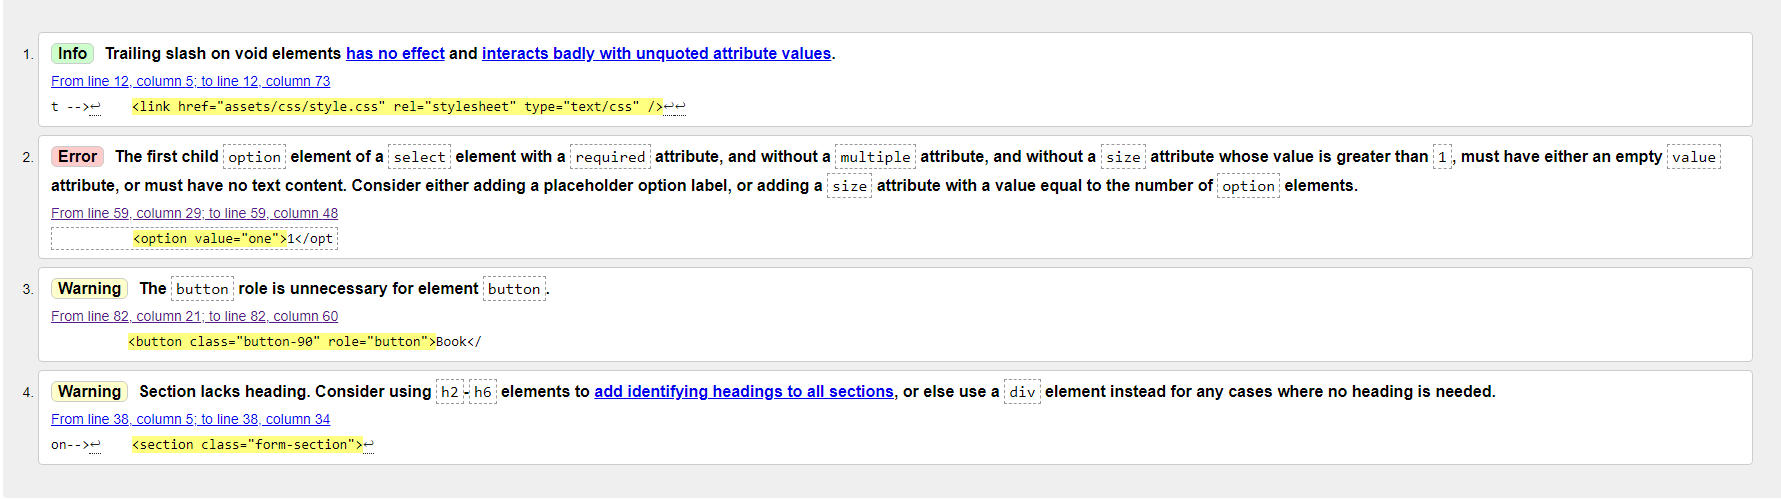 1. Info Trailing slash on void elements has no effect and interacts badly with unquoted attribute values.
From line 12, column 5; to line 12, column 73
t -->↩    <link href="assets/css/style.css" rel="stylesheet" type="text/css" />↩↩
2. Error The first child option element of a select element with a required attribute, and without a multiple attribute, and without a size attribute whose value is greater than 1, must have either an empty value
attribute, or must have no text content. Consider either adding a placeholder option label, or adding a size attribute with a value equal to the number of option elements.
From line 59, column 29; to line 59, column 48
<option value="one">1</opt
3. Warning The button role is unnecessary for element button.
From line 82, column 21; to line 82, column 60
<button class="button-90" role="button">Book</
4. Warning Section lacks heading. Consider using h2-h6 elements to add identifying headings to all sections, or else use a div element instead for any cases where no heading is needed.
From line 38, column 5; to line 38, column 34
on-->↩    <section class="form-section">↩